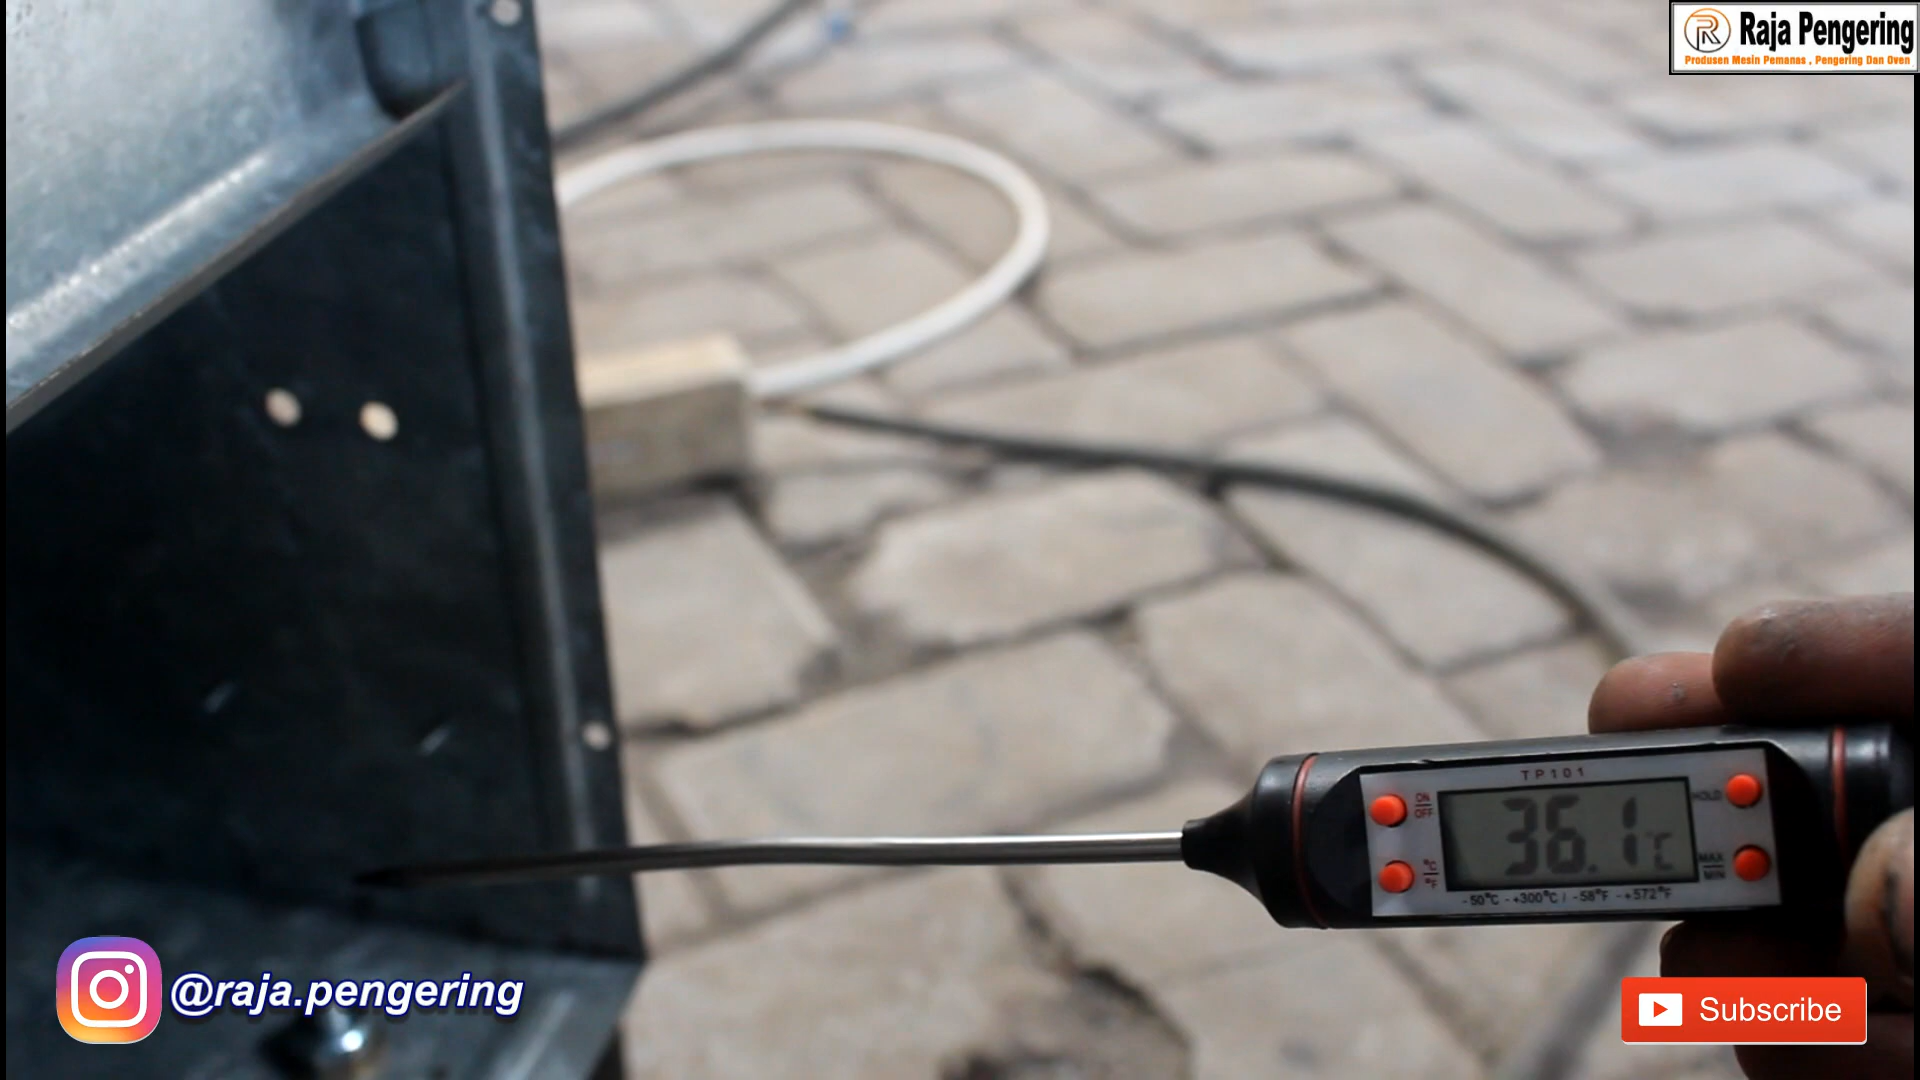 Raja Pengering
Produsen Mesin Pemanas , Pengering Dan Oven
TP101
ON
OFF
HOLD
36.1°C
°C
°F
MAX
MIN
-50°C - +300°C / -58°F - +572°F
@raja.pengering
Subscribe